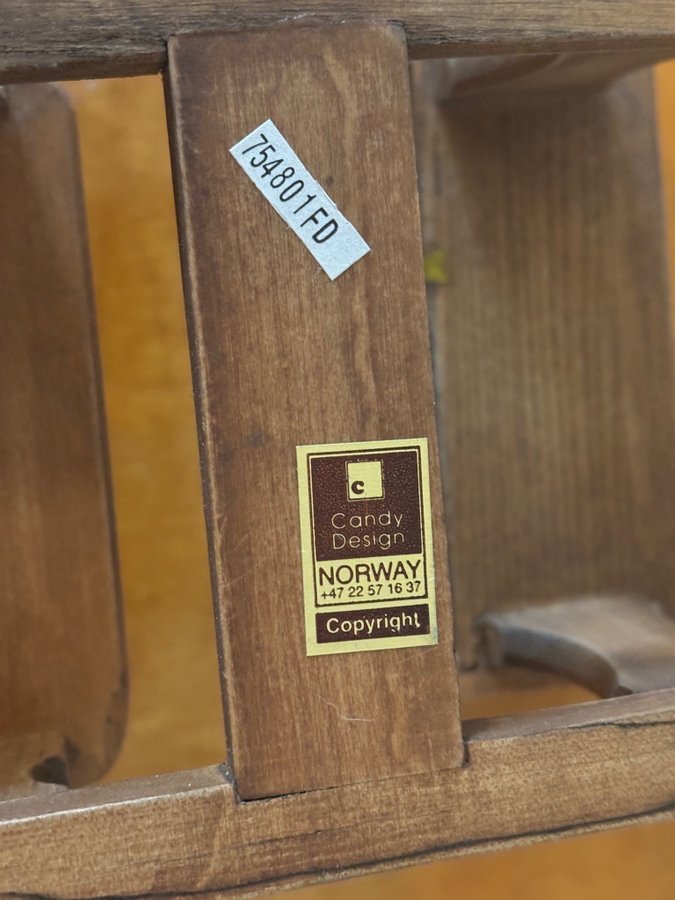 754801FD
c
Candy
Design
NORWAY
+47 22 57 16 37
Copyright